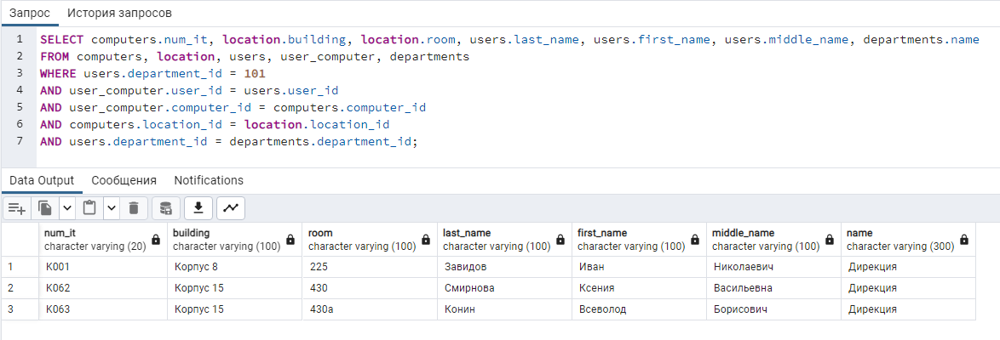 Запрос История запросов
1 SELECT computers.num_it, location.building, location.room, users.last_name, users.first_name, users.middle_name, departments.name
2 FROM computers, location, users, user_computer, departments
3 WHERE users.department_id = 101
4 AND user_computer.user_id = users.user_id
5 AND user_computer.computer_id = computers.computer_id
6 AND computers.location_id = location.location_id
7 AND users.department_id = departments.department_id;
Data Output Сообщения Notifications
num_it building room last_name first_name middle_name name
character varying (20) character varying (100) character varying (100) character varying (100) character varying (100) character varying (100) character varying (300)
1 К001 Корпус 8 225 Завидов Иван Николаевич Дирекция
2 К062 Корпус 15 430 Смирнова Ксения Васильевна Дирекция
3 К063 Корпус 15 430а Конин Всеволод Борисович Дирекция